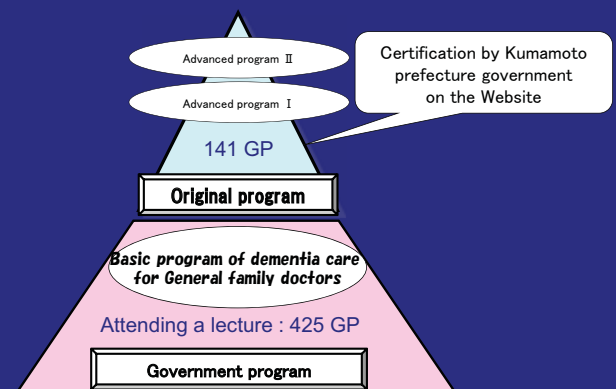 Advanced program Ⅱ
Certification by Kumamoto
prefecture government
on the Website
Advanced program Ⅰ
141 GP
Original program
Basic program of dementia care
for General family doctors
Attending a lecture : 425 GP
Government program